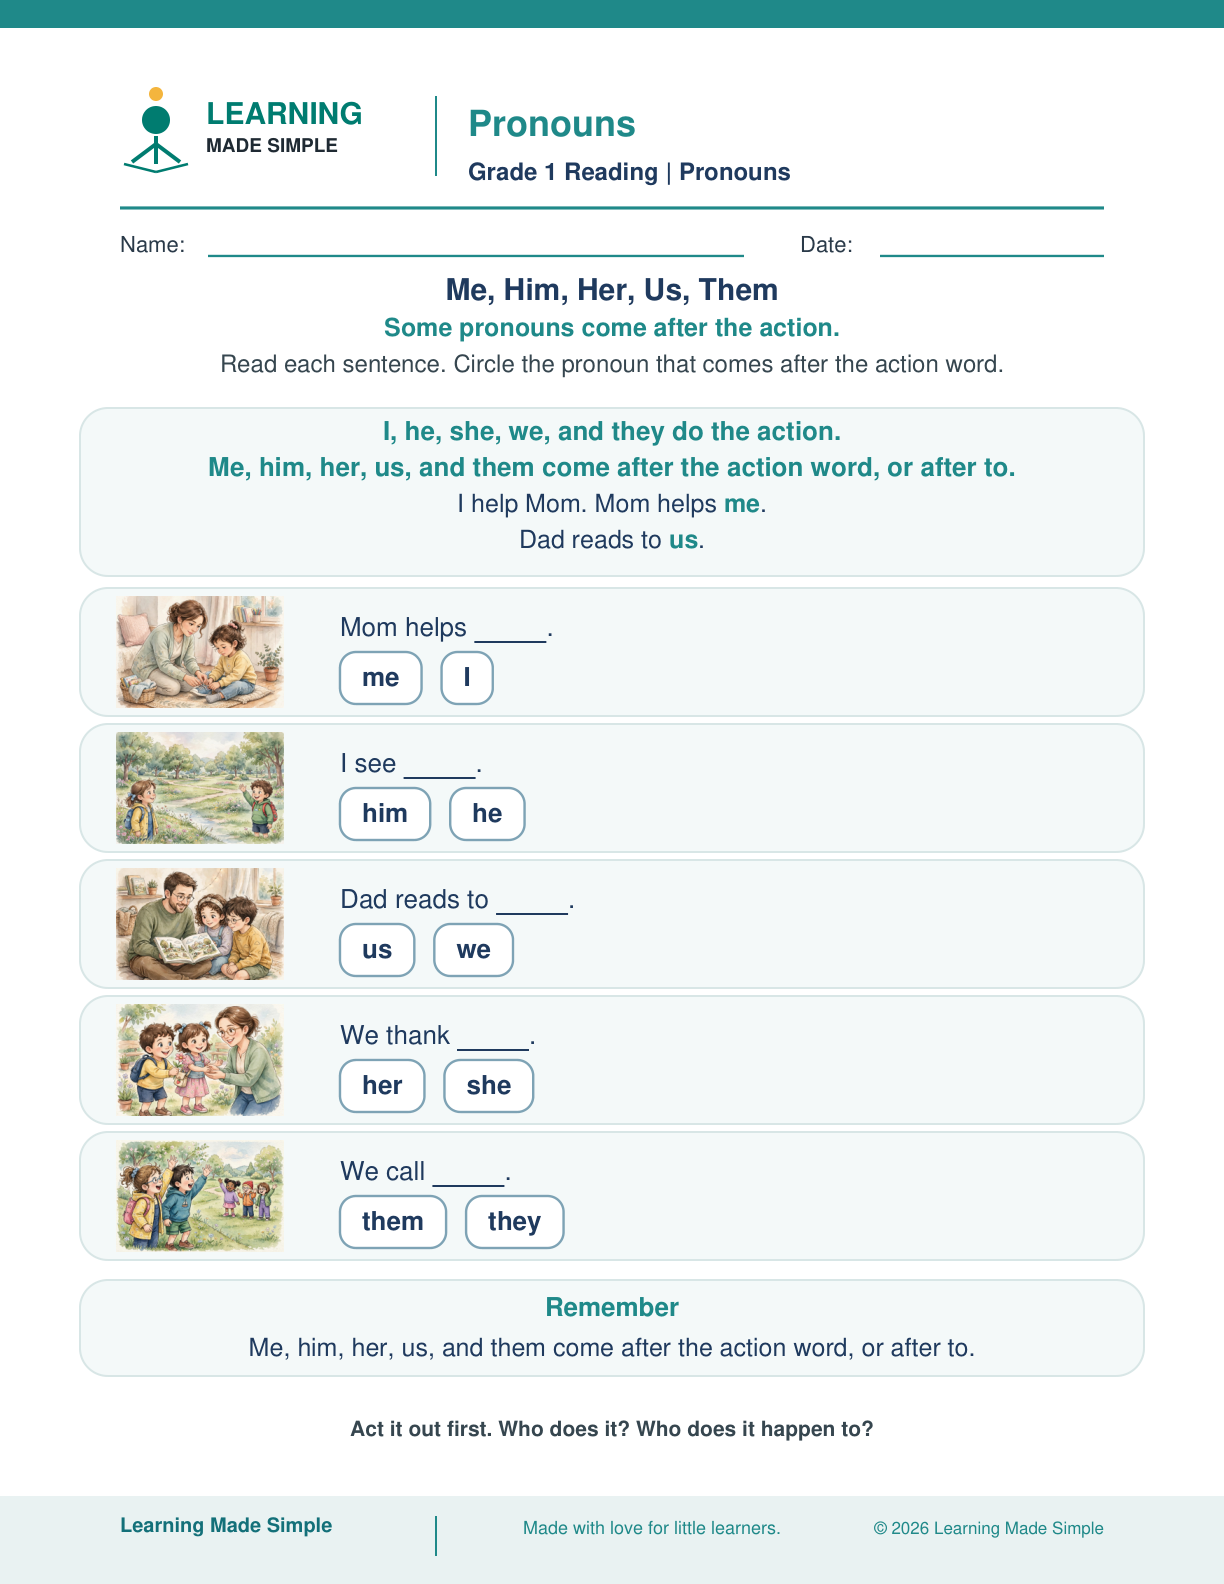 LEARNING
MADE SIMPLE
Pronouns
Grade 1 Reading | Pronouns
Name:
Date:
Me, Him, Her, Us, Them
Some pronouns come after the action.
Read each sentence. Circle the pronoun that comes after the action word.
I, he, she, we, and they do the action.
Me, him, her, us, and them come after the action word, or after to.
I help Mom. Mom helps me.
Dad reads to us.
Mom helps _____.
me I
I see _____.
him he
Dad reads to _____.
us we
We thank _____.
her she
We call _____.
them they
Remember
Me, him, her, us, and them come after the action word, or after to.
Act it out first. Who does it? Who does it happen to?
Learning Made Simple
Made with love for little learners.
© 2026 Learning Made Simple